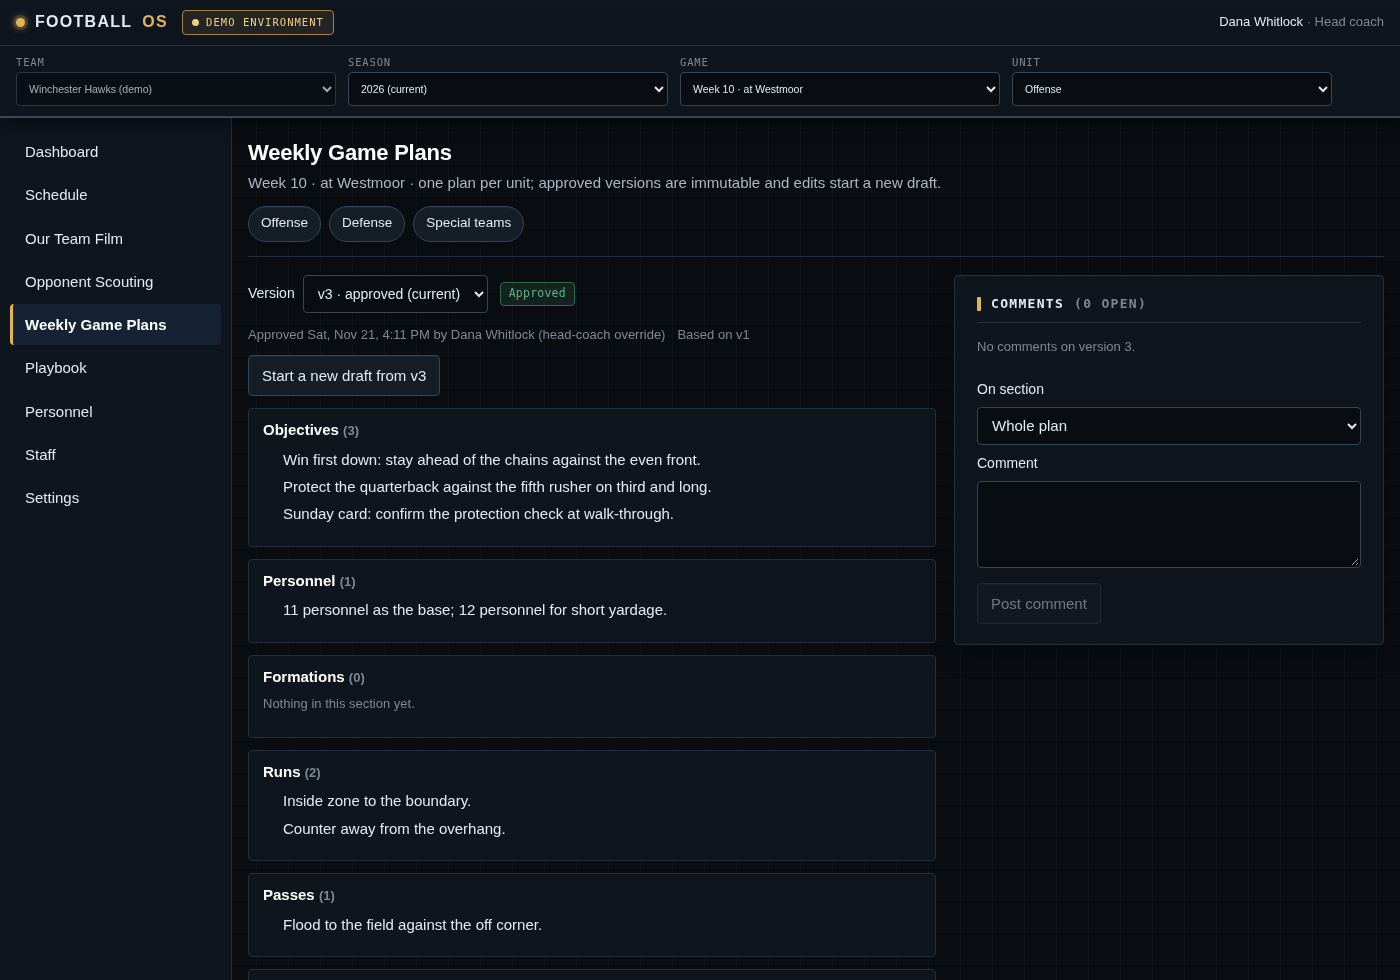 FOOTBALL OS
DEMO ENVIRONMENT
Dana Whitlock · Head coach
TEAM
Winchester Hawks (demo)
SEASON
2026 (current)
GAME
Week 10 · at Westmoor
UNIT
Offense
Dashboard
Schedule
Our Team Film
Opponent Scouting
Weekly Game Plans
Playbook
Personnel
Staff
Settings
Weekly Game Plans
Week 10 · at Westmoor · one plan per unit; approved versions are immutable and edits start a new draft.
Offense
Defense
Special teams
Version
v3 · approved (current)
Approved
Approved Sat, Nov 21, 4:11 PM by Dana Whitlock (head-coach override) Based on v1
Start a new draft from v3
Objectives (3)
Win first down: stay ahead of the chains against the even front.
Protect the quarterback against the fifth rusher on third and long.
Sunday card: confirm the protection check at walk-through.
Personnel (1)
11 personnel as the base; 12 personnel for short yardage.
Formations (0)
Nothing in this section yet.
Runs (2)
Inside zone to the boundary.
Counter away from the overhang.
Passes (1)
Flood to the field against the off corner.
COMMENTS (0 OPEN)
No comments on version 3.
On section
Whole plan
Comment
Post comment